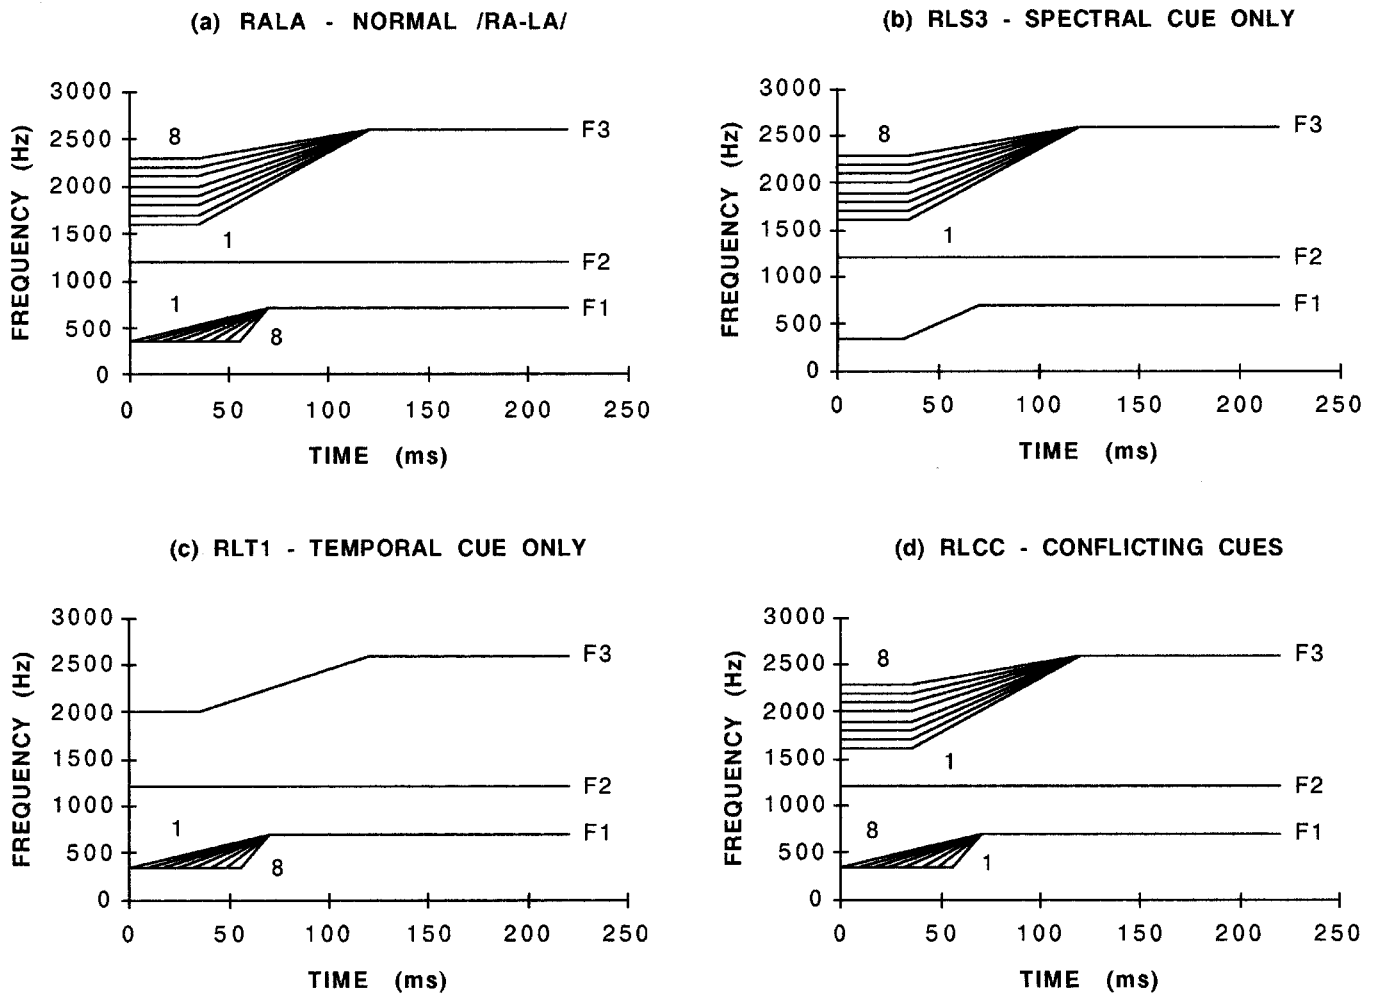 (a) RALA - NORMAL /RA-LA/
FREQUENCY (Hz)
3000
2500
2000
1500
1000
500
0
8
1
1
8
F3
F2
F1
0 50 100 150 200 250
TIME (ms)
(b) RLS3 - SPECTRAL CUE ONLY
FREQUENCY (Hz)
3000
2500
2000
1500
1000
500
0
8
1
F3
F2
F1
0 50 100 150 200 250
TIME (ms)
(c) RLT1 - TEMPORAL CUE ONLY
FREQUENCY (Hz)
3000
2500
2000
1500
1000
500
0
1
8
F3
F2
F1
0 50 100 150 200 250
TIME (ms)
(d) RLCC - CONFLICTING CUES
FREQUENCY (Hz)
3000
2500
2000
1500
1000
500
0
8
1
8
1
F3
F2
F1
0 50 100 150 200 250
TIME (ms)